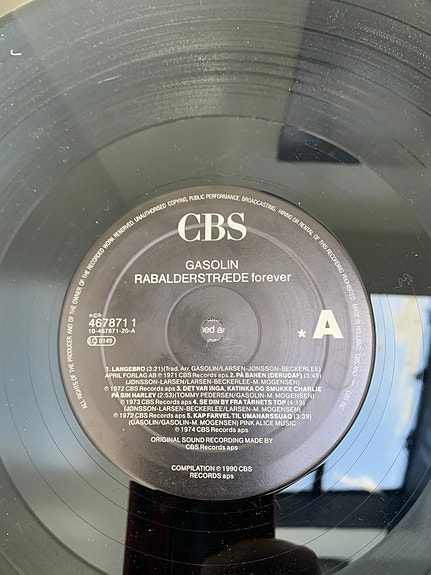 ALL RIGHTS OF THE PRODUCER AND OF THE OWNER OF THE RECORDED WORK RESERVED. UNAUTHORISED COPYING, PUBLIC PERFORMANCE, BROADCASTING, HIRING OR RENTAL OF THIS RECORD PROHIBITED. MADE IN HOLLAND.
CBS
GASOLIN
RABALDERSTRÆDE forever
467871 1
10-467871-20-A
LC 0149
* A
1. LANGEBRO (3:21) (Trad. Arr. GASOLIN/LARSEN-JONSSON-BECKERLEE)
APRIL FORLAG AB ℗ 1971 CBS Records aps 2. PÅ BANEN (DERUDAF) (3:49)
(JØNSSON-LARSEN/LARSEN-BECKERLEE-M. MOGENSEN)
℗ 1972 CBS Records aps 3. DET VAR INGA, KATINKA OG SMUKKE CHARLIE
PÅ SIN HARLEY (2:53) (TOMMY PEDERSEN/GASOLIN/MOGENSEN)
℗ 1973 CBS Records aps 4. SE DIN BY FRA TÅRNETS TOP (4:19)
(JØNSSON-LARSEN/LARSEN-BECKERLEE-M. MOGENSEN)
℗ 1972 CBS Records aps 5. KAP FARVEL TIL ÜMANARSSUAQ (3:39)
(GASOLIN/GASOLIN-M. MOGENSEN) PINK ALICE MUSIC
℗ 1974 CBS Records aps
ORIGINAL SOUND RECORDING MADE BY
CBS Records aps
COMPILATION ℗ 1990 CBS
RECORDS aps